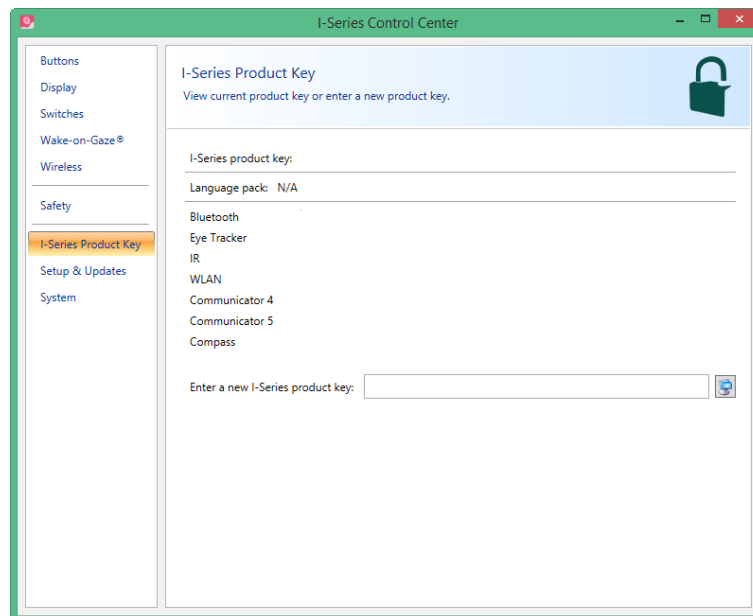 I-Series Control Center
Buttons
Display
Switches
Wake-on-Gaze®
Wireless
Safety
I-Series Product Key
Setup & Updates
System
I-Series Product Key
View current product key or enter a new product key.
I-Series product key:
Language pack: N/A
Bluetooth
Eye Tracker
IR
WLAN
Communicator 4
Communicator 5
Compass
Enter a new I-Series product key: